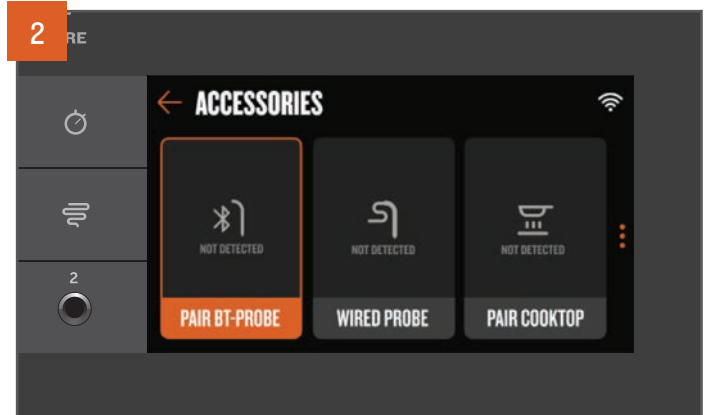 2
RE
ACCESSORIES
NOT DETECTED
NOT DETECTED
NOT DETECTED
PAIR BT-PROBE
WIRED PROBE
PAIR COOKTOP
2